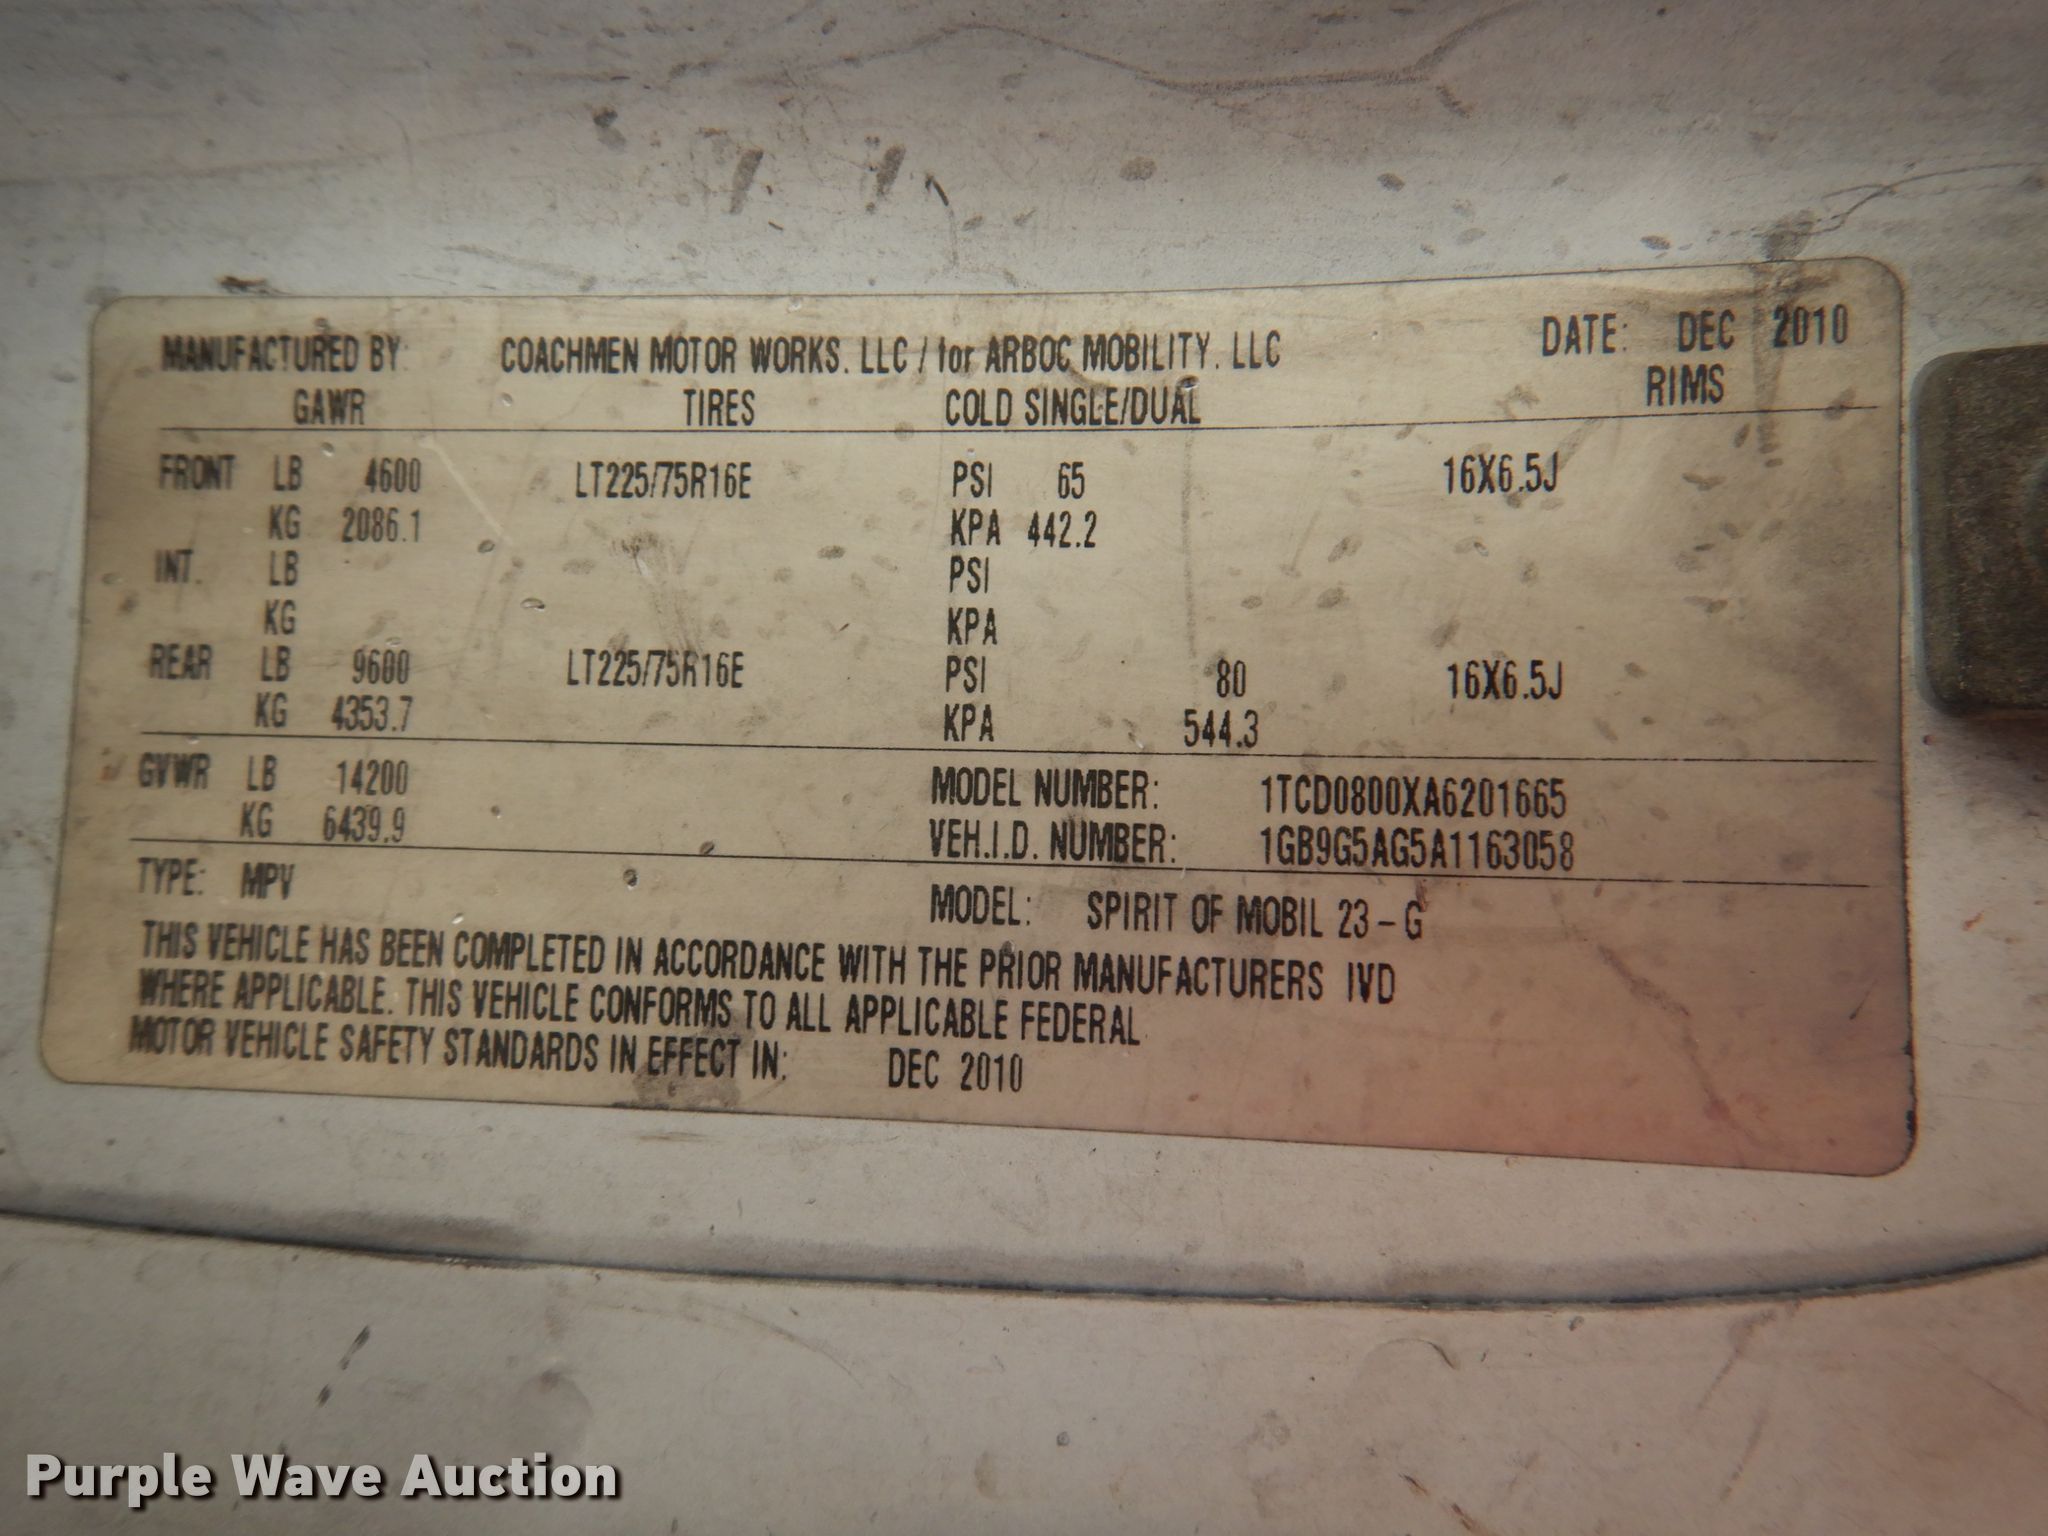 MANUFACTURED BY: COACHMEN MOTOR WORKS. LLC / for ARBOC MOBILITY. LLC DATE: DEC 2010
GAWR TIRES COLD SINGLE/DUAL RIMS
FRONT LB 4600 LT225/75R16E PSI 65 16X6.5J
KG 2086.1 KPA 442.2
INT. LB PSI
KG KPA
REAR LB 9600 LT225/75R16E PSI 80 16X6.5J
KG 4353.7 KPA 544.3
GVWR LB 14200 MODEL NUMBER: 1TCD0800XA6201665
KG 6439.9 VEH.I.D. NUMBER: 1GB9G5AG5A1163058
TYPE: MPV MODEL: SPIRIT OF MOBIL 23 - G
THIS VEHICLE HAS BEEN COMPLETED IN ACCORDANCE WITH THE PRIOR MANUFACTURERS IVD
WHERE APPLICABLE. THIS VEHICLE CONFORMS TO ALL APPLICABLE FEDERAL
MOTOR VEHICLE SAFETY STANDARDS IN EFFECT IN: DEC 2010
Purple Wave Auction